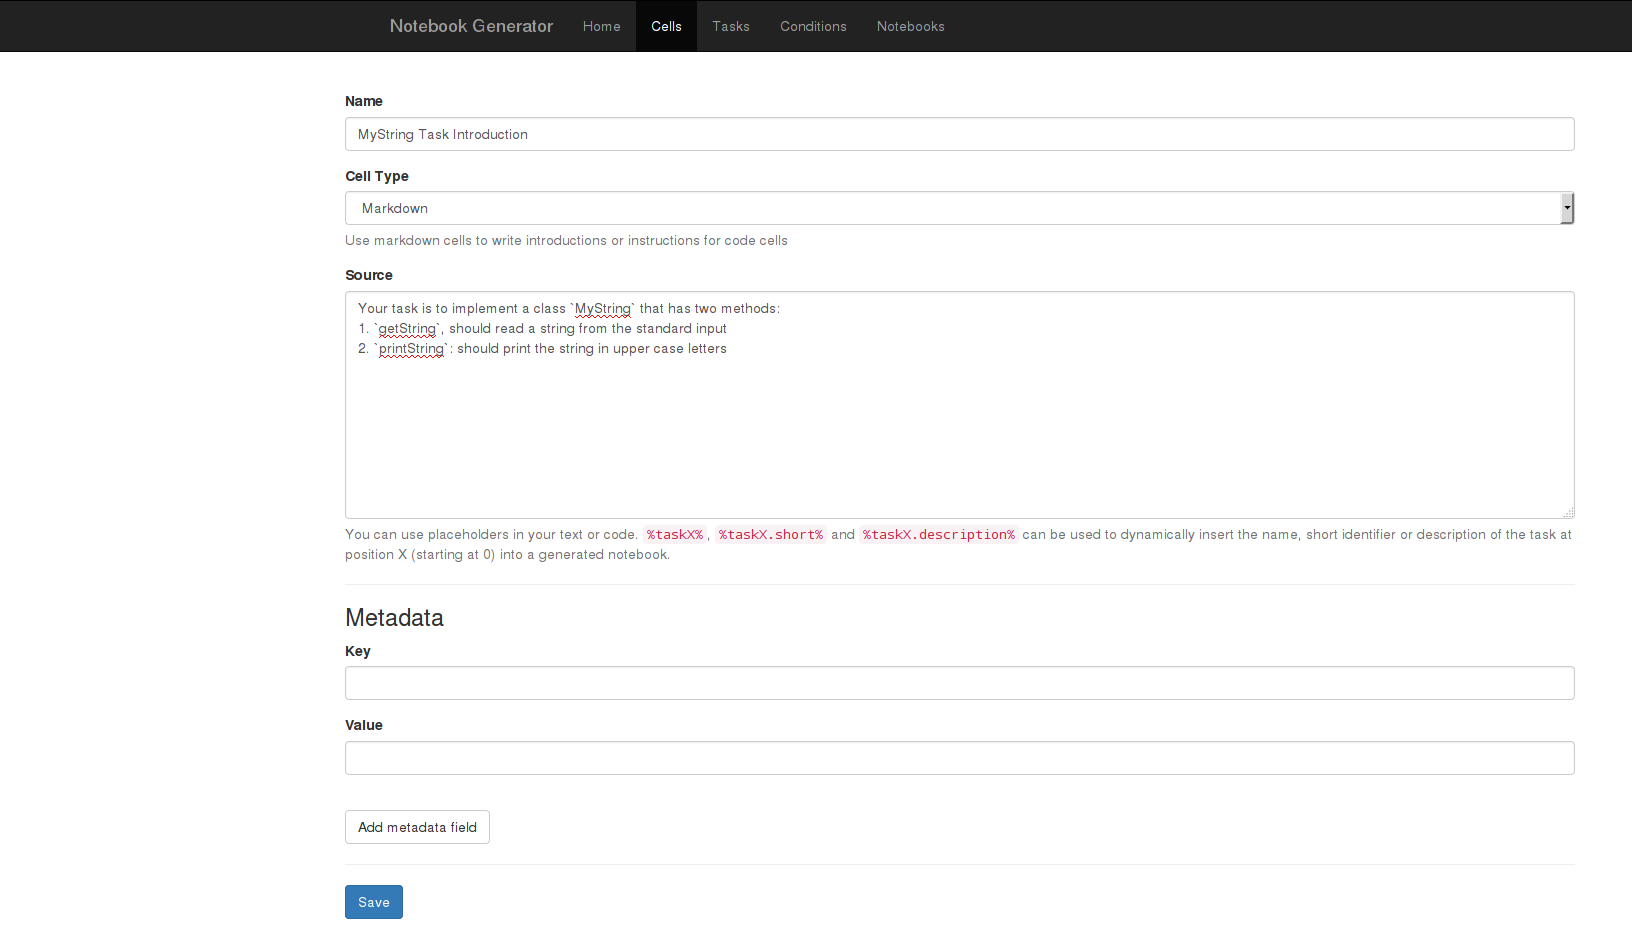 Notebook Generator Home Cells Tasks Conditions Notebooks
Name
MyString Task Introduction
Cell Type
Markdown
Use markdown cells to write introductions or instructions for code cells
Source
Your task is to implement a class `MyString` that has two methods:
1. `getString`, should read a string from the standard input
2. `printString`: should print the string in upper case letters
You can use placeholders in your text or code. %taskX%, %taskX.short% and %taskX.description% can be used to dynamically insert the name, short identifier or description of the task at
position X (starting at 0) into a generated notebook.
Metadata
Key
Value
Add metadata field
Save